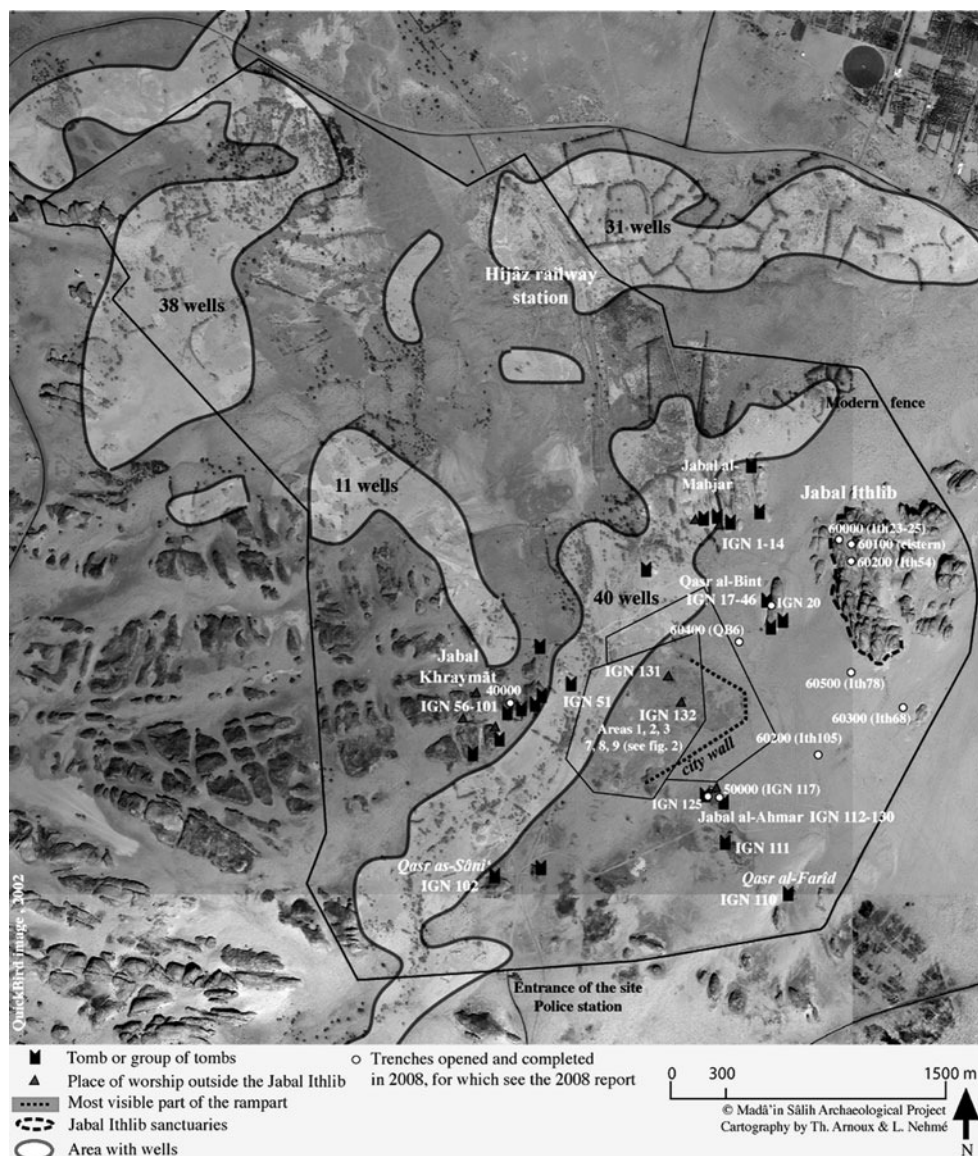 31 wells
Hijâz railway
station
38 wells
Modern fence
Jabal al-
Mahjar
11 wells
Jabal Ithlib
60000 (Ith23-25)
IGN 1-14
60100 (cistern)
60200 (Ith54)
Qasr al-Bint
40 wells
IGN 17-46
IGN 20
60400 (QB6)
Jabal
Khraymât
IGN 131
40000
60500 (Ith78)
IGN 56-101
IGN 51
IGN 132
60300 (Ith68)
Areas 1, 2, 3
7, 8, 9 (see fig. 2)
60200 (Ith105)
city wall
50000 (IGN 117)
IGN 125
Jabal al-Ahmar IGN 112-130
IGN 111
Qasr as-Sâni'
IGN 102
Qasr al-Farîd
IGN 110
QuickBird image , 2002
Entrance of the site
Police station
Tomb or group of tombs
Place of worship outside the Jabal Ithlib
Most visible part of the rampart
Jabal Ithlib sanctuaries
Area with wells
Trenches opened and completed
in 2008, for which see the 2008 report
0 300 1500 m
© Madâ'in Sâlih Archaeological Project
Cartography by Th. Arnoux & L. Nehmé
N